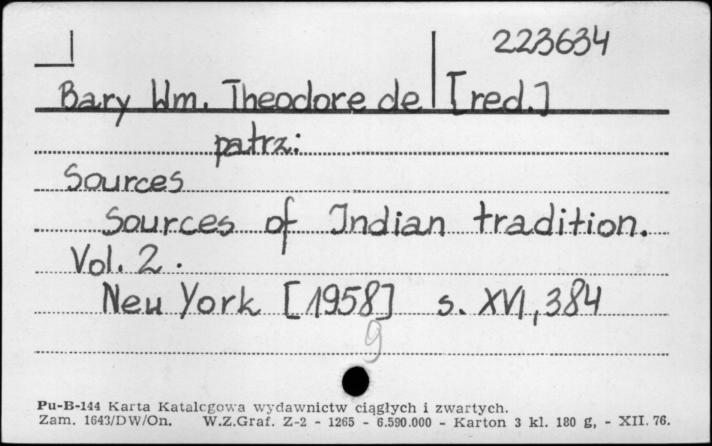 223634
Bary Wm. Theodore de [red.]
patrz:
Sources
Sources of Indian tradition.
Vol. 2.
New York [1958] s. XVI, 384
9
Pu-B-144 Karta Katalogowa wydawnictw ciągłych i zwartych.
Zam. 1643/DW/On. W.Z.Graf. Z-2 - 1265 - 6.590.000 - Karton 3 kl. 180 g, - XII. 76.